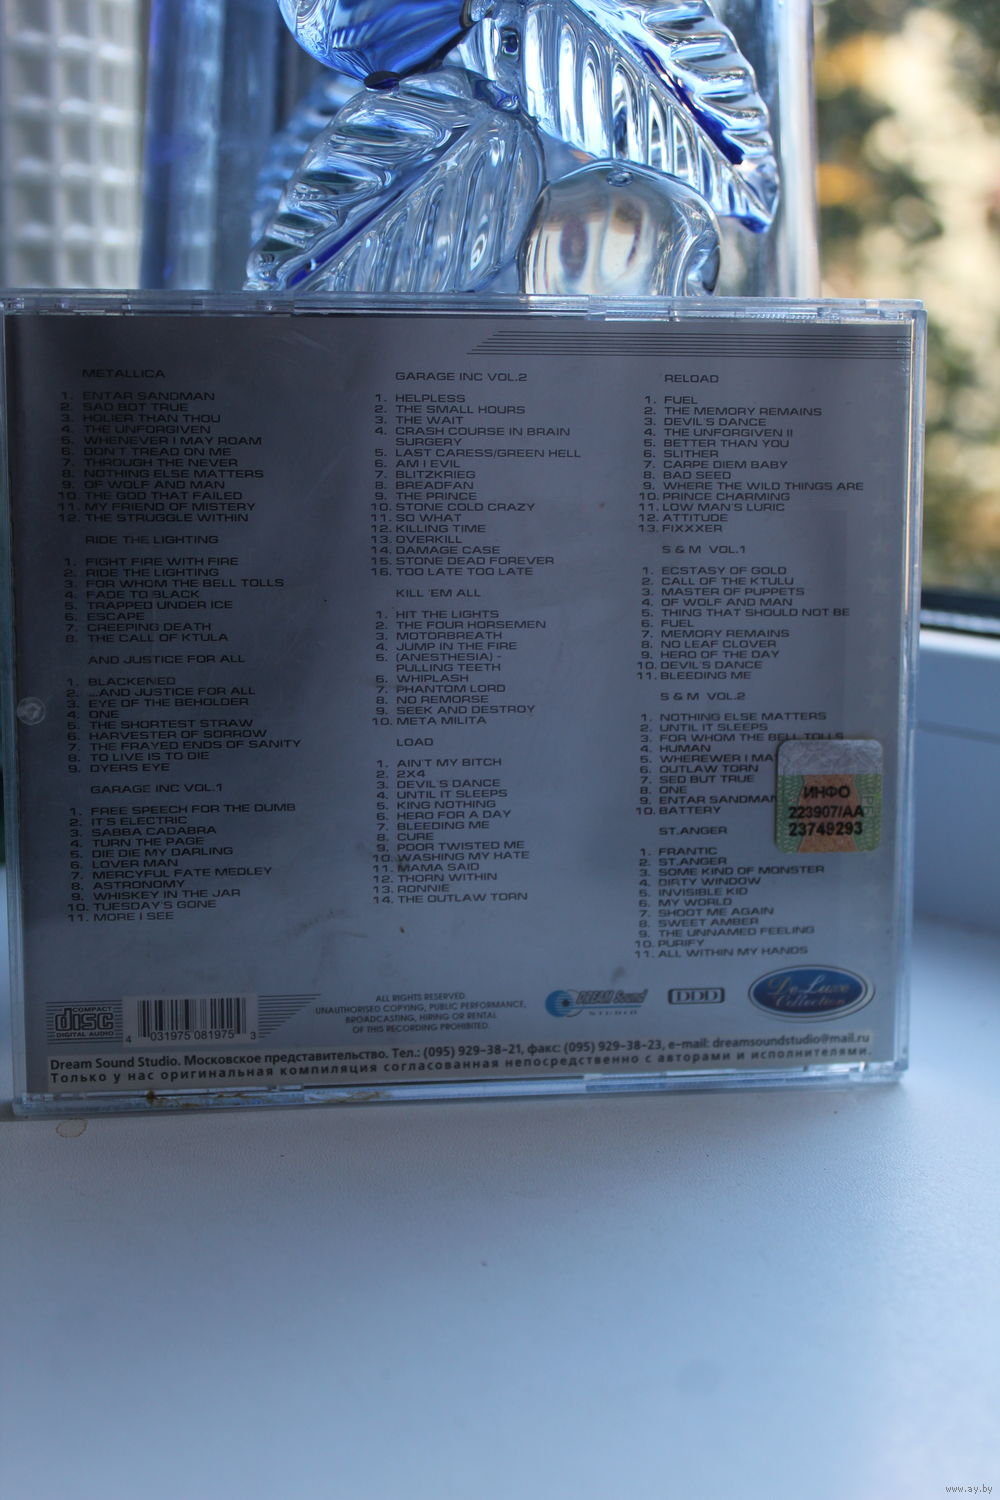 METALLICA
1. ENTAR SANDMAN
2. SAD BOT TRUE
3. HOLIER THAN THOU
4. THE UNFORGIVEN
5. WHENEVER I MAY ROAM
6. DON'T TREAD ON ME
7. THROUGH THE NEVER
8. NOTHING ELSE MATTERS
9. OF WOLF AND MAN
10. THE GOD THAT FAILED
11. MY FRIEND OF MISTERY
12. THE STRUGGLE WITHIN
RIDE THE LIGHTING
1. FIGHT FIRE WITH FIRE
2. RIDE THE LIGHTING
3. FOR WHOM THE BELL TOLLS
4. FADE TO BLACK
5. TRAPPED UNDER ICE
6. ESCAPE
7. CREEPING DEATH
8. THE CALL OF KTULA
AND JUSTICE FOR ALL
1. BLACKENED
2. ...AND JUSTICE FOR ALL
3. EYE OF THE BEHOLDER
4. ONE
5. THE SHORTEST STRAW
6. HARVESTER OF SORROW
7. THE FRAYED ENDS OF SANITY
8. TO LIVE IS TO DIE
9. DYERS EYE
GARAGE INC VOL.1
1. FREE SPEECH FOR THE DUMB
2. IT'S ELECTRIC
3. SABBA CADABRA
4. TURN THE PAGE
5. DIE DIE MY DARLING
6. LOVER MAN
7. MERCYFUL FATE MEDLEY
8. ASTRONOMY
9. WHISKEY IN THE JAR
10. TUESDAY'S GONE
11. MORE I SEE
GARAGE INC VOL.2
1. HELPLESS
2. THE SMALL HOURS
3. THE WAIT
4. CRASH COURSE IN BRAIN
SURGERY
5. LAST CARESS/GREEN HELL
6. AM I EVIL
7. BLITZKRIEG
8. BREADFAN
9. THE PRINCE
10. STONE COLD CRAZY
11. SO WHAT
12. KILLING TIME
13. OVERKILL
14. DAMAGE CASE
15. STONE DEAD FOREVER
16. TOO LATE TOO LATE
KILL 'EM ALL
1. HIT THE LIGHTS
2. THE FOUR HORSEMEN
3. MOTORBREATH
4. JUMP IN THE FIRE
5. (ANESTHESIA) -
PULLING TEETH
6. WHIPLASH
7. PHANTOM LORD
8. NO REMORSE
9. SEEK AND DESTROY
10. META MILITA
LOAD
1. AIN'T MY BITCH
2. 2X4
3. DEVIL'S DANCE
4. UNTIL IT SLEEPS
5. KING NOTHING
6. HERO FOR A DAY
7. BLEEDING ME
8. CURE
9. POOR TWISTED ME
10. WASHING MY HATE
11. MAMA SAID
12. THORN WITHIN
13. RONNIE
14. THE OUTLAW TORN
RELOAD
1. FUEL
2. THE MEMORY REMAINS
3. DEVIL'S DANCE
4. THE UNFORGIVEN II
5. BETTER THAN YOU
6. SLITHER
7. CARPE DIEM BABY
8. BAD SEED
9. WHERE THE WILD THINGS ARE
10. PRINCE CHARMING
11. LOW MAN'S LURIC
12. ATTITUDE
13. FIXXXER
S & M VOL.1
1. ECSTASY OF GOLD
2. CALL OF THE KTULU
3. MASTER OF PUPPETS
4. OF WOLF AND MAN
5. THING THAT SHOULD NOT BE
6. FUEL
7. MEMORY REMAINS
8. NO LEAF CLOVER
9. HERO OF THE DAY
10. DEVIL'S DANCE
11. BLEEDING ME
S & M VOL.2
1. NOTHING ELSE MATTERS
2. UNTIL IT SLEEPS
3. FOR WHOM THE BELL TOLLS
4. HUMAN
5. WHEREWER I MA
6. OUTLAW TORN
7. SED BUT TRUE
8. ONE
9. ENTAR SANDMAN
10. BATTERY
ST.ANGER
1. FRANTIC
2. ST.ANGER
3. SOME KIND OF MONSTER
4. DIRTY WINDOW
5. INVISIBLE KID
6. MY WORLD
7. SHOOT ME AGAIN
8. SWEET AMBER
9. THE UNNAMED FEELING
10. PURIFY
11. ALL WITHIN MY HANDS
ИНФО
223907/АА
23749293
COMPACT
disc
DIGITAL AUDIO
4 031975 081975 3
ALL RIGHTS RESERVED
UNAUTHORISED COPYING, PUBLIC PERFORMANCE,
BROADCASTING, HIRING OR RENTAL
OF THIS RECORDING PROHIBITED.
DREAM Sound
STUDIO
DDD
De Luxe
Collection
Dream Sound Studio. Московское представительство. Тел.: (095) 929-38-21, факс: (095) 929-38-23, e-mail: dreamsoundstudio@mail.ru
Только у нас оригинальная компиляция согласованная непосредственно с авторами и исполнителями.
www.ay.by